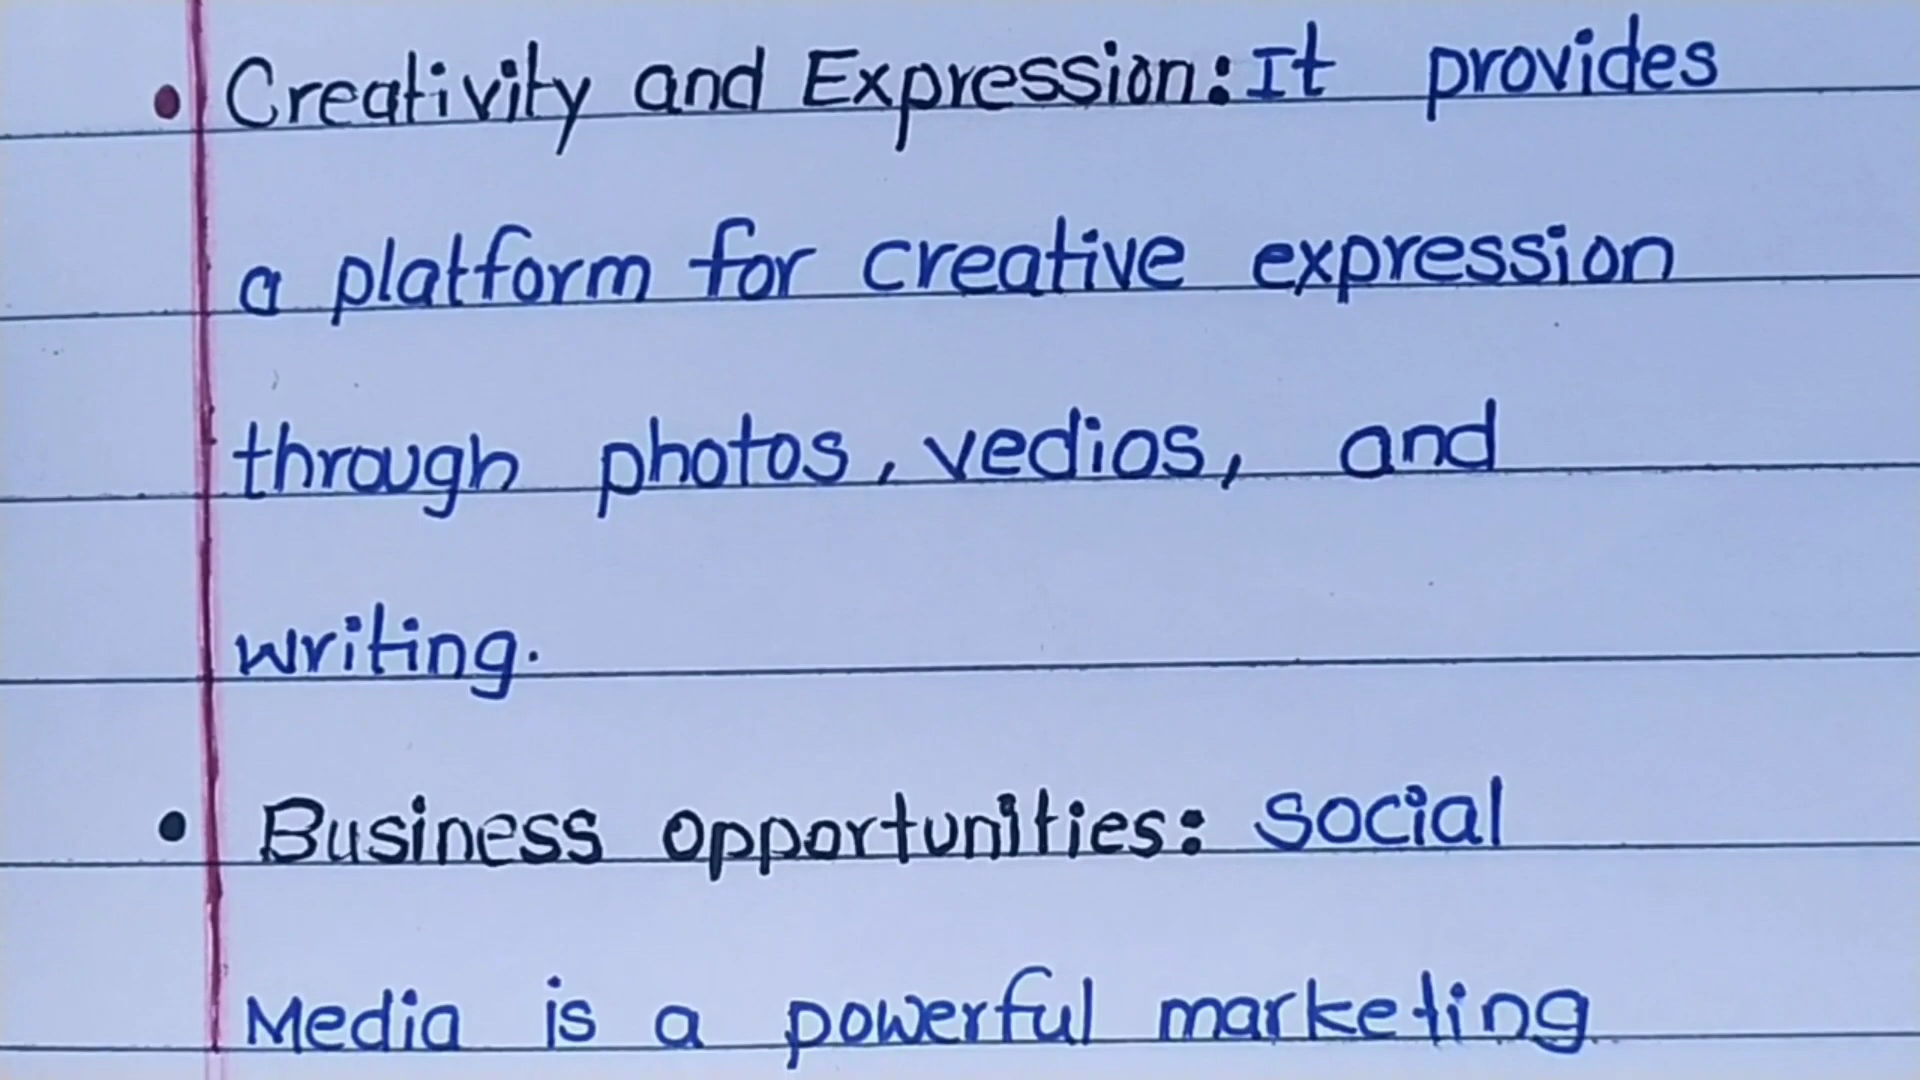 • Creativity and Expression: It provides
a platform for creative expression
through photos, vedios, and
writing.
• Business opportunities: Social
Media is a powerful marketing